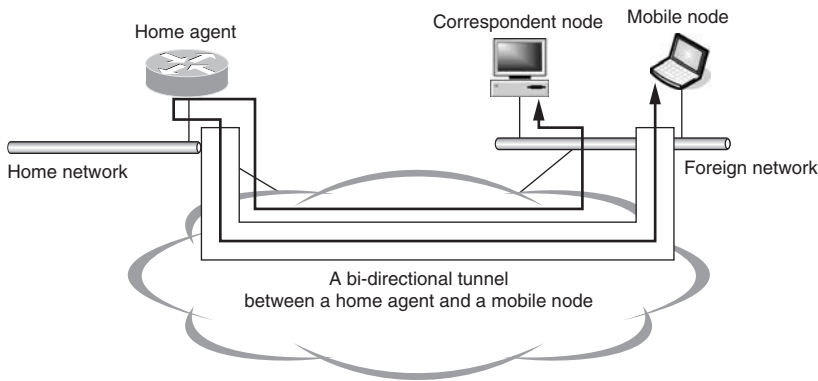 Correspondent node
Mobile node
Home agent
Home network
Foreign network
A bi-directional tunnel
between a home agent and a mobile node